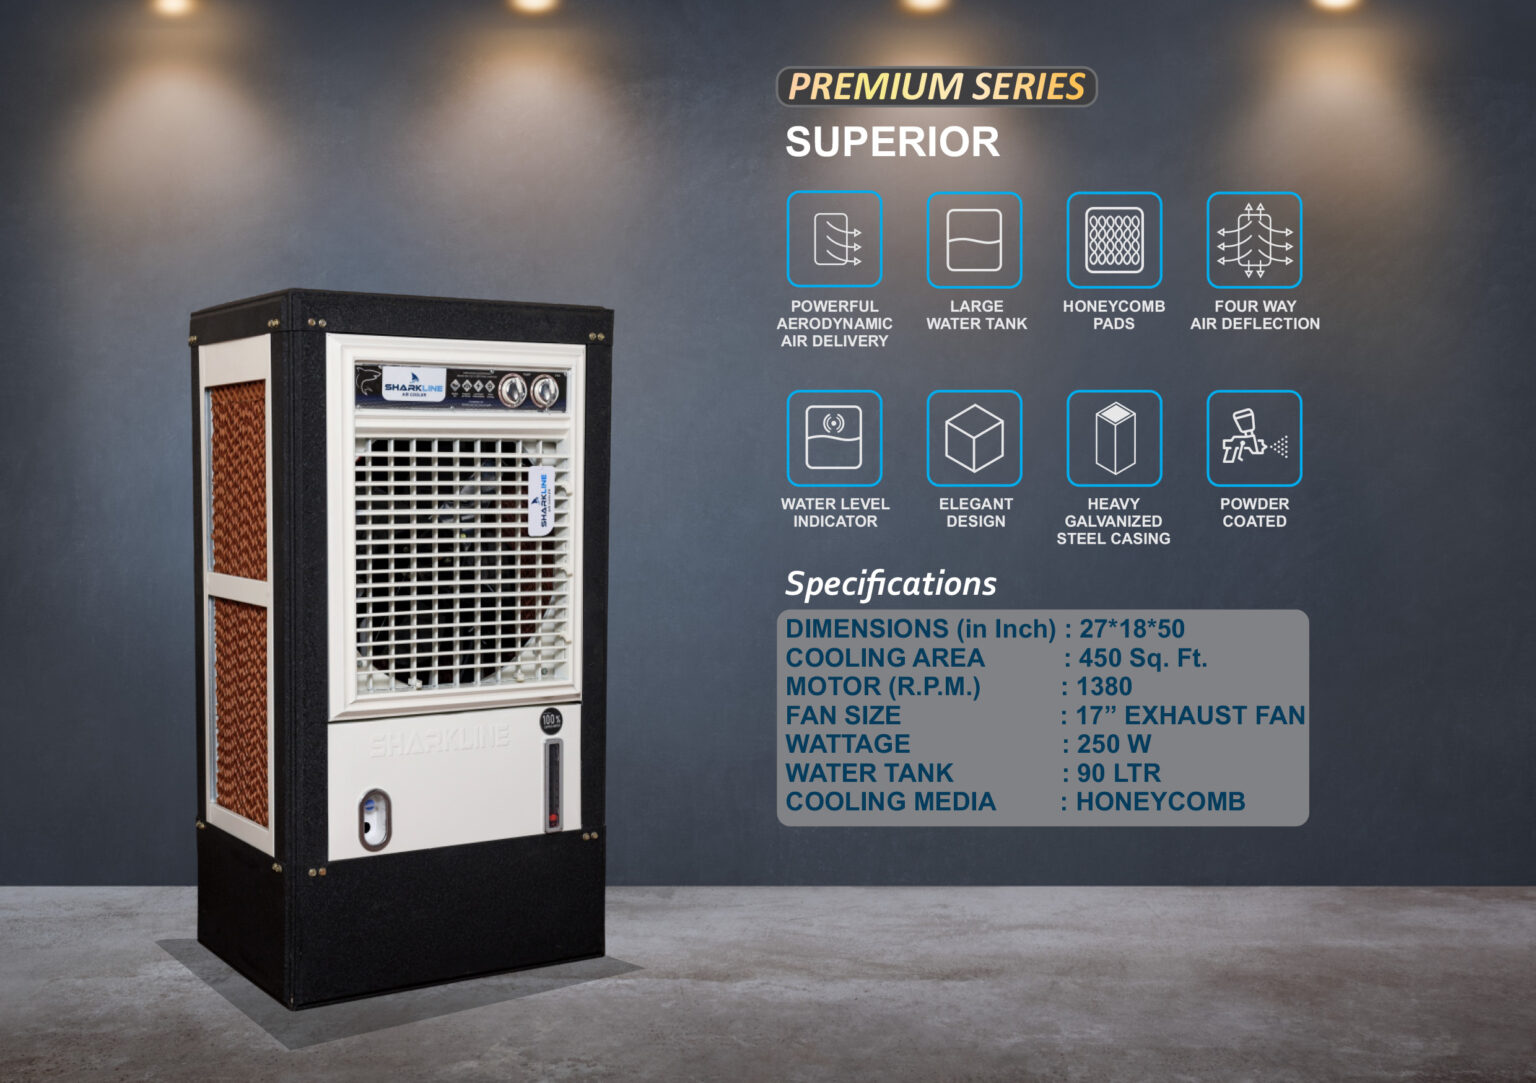 PREMIUM SERIES
SUPERIOR
POWERFUL
AERODYNAMIC
AIR DELIVERY
LARGE
WATER TANK
HONEYCOMB
PADS
FOUR WAY
AIR DEFLECTION
WATER LEVEL
INDICATOR
ELEGANT
DESIGN
HEAVY
GALVANIZED
STEEL CASING
POWDER
COATED
Specifications
DIMENSIONS (in Inch) : 27*18*50
COOLING AREA : 450 Sq. Ft.
MOTOR (R.P.M.) : 1380
FAN SIZE : 17” EXHAUST FAN
WATTAGE : 250 W
WATER TANK : 90 LTR
COOLING MEDIA : HONEYCOMB
SHARKLINE
AIR COOLER
SHARKLINE
100%
SHARKLINE